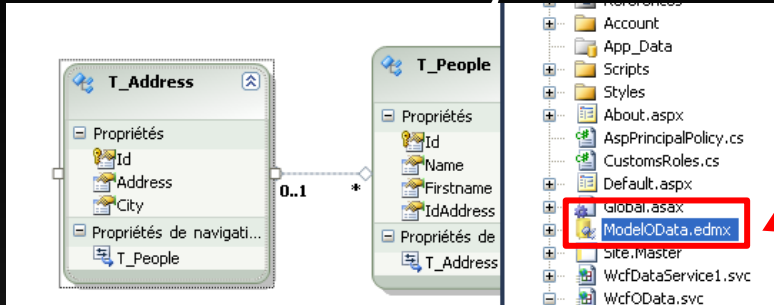 T_Address
Propriétés
Id
Address
City
Propriétés de navigati...
T_People
0..1
*
T_People
Propriétés
Id
Name
Firstname
IdAddress
Propriétés de
T_Address
References
Account
App_Data
Scripts
Styles
About.aspx
AspPrincipalPolicy.cs
CustomsRoles.cs
Default.aspx
Global.asax
ModelOData.edmx
Site.Master
WcfDataService1.svc
WcfOData.svc